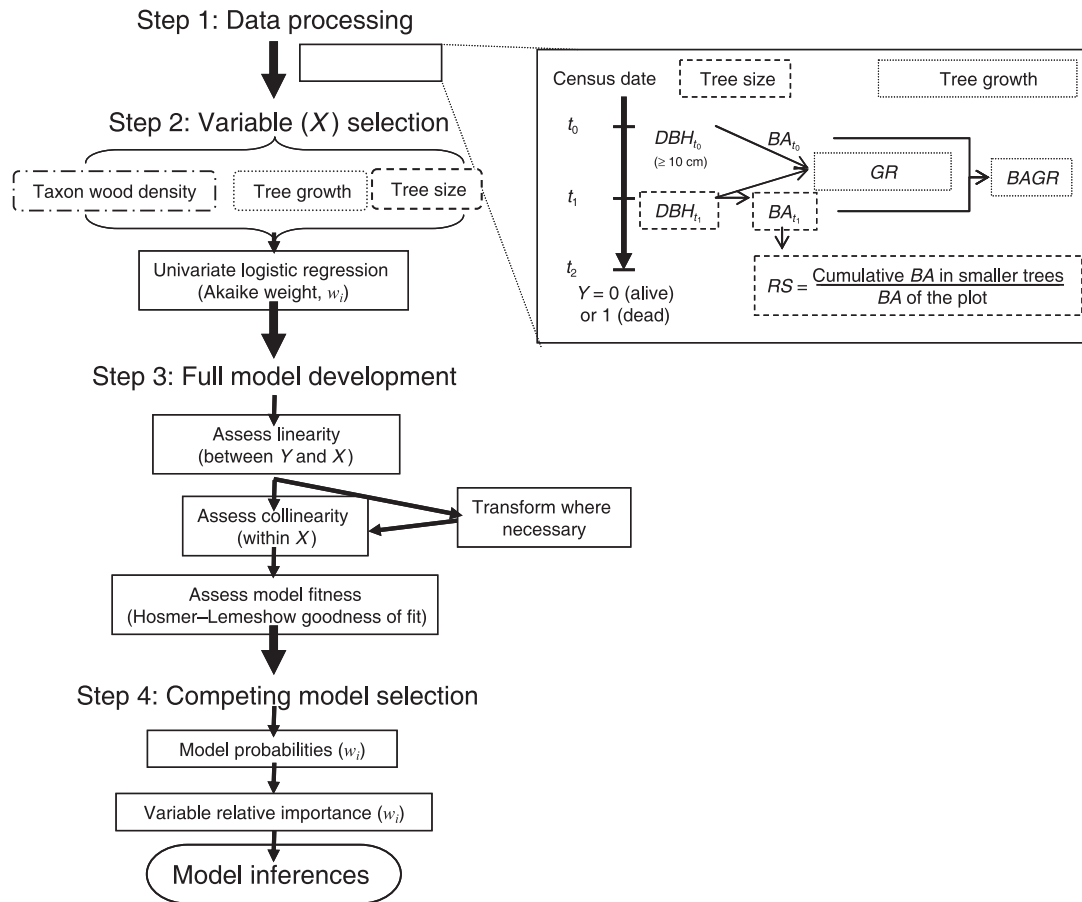 Step 1: Data processing
Step 2: Variable (X) selection
Taxon wood density
Tree growth
Tree size
Univariate logistic regression
(Akaike weight, wᵢ)
Step 3: Full model development
Assess linearity
(between Y and X)
Assess collinearity
(within X)
Transform where
necessary
Assess model fitness
(Hosmer–Lemeshow goodness of fit)
Step 4: Competing model selection
Model probabilities (wᵢ)
Variable relative importance (wᵢ)
Model inferences
Census date
Tree size
Tree growth
t₀
DBH_t₀
(≥ 10 cm)
BA_t₀
GR
BAGR
t₁
DBH_t₁
BA_t₁
t₂
Y = 0 (alive)
or 1 (dead)
RS = Cumulative BA in smaller trees
BA of the plot